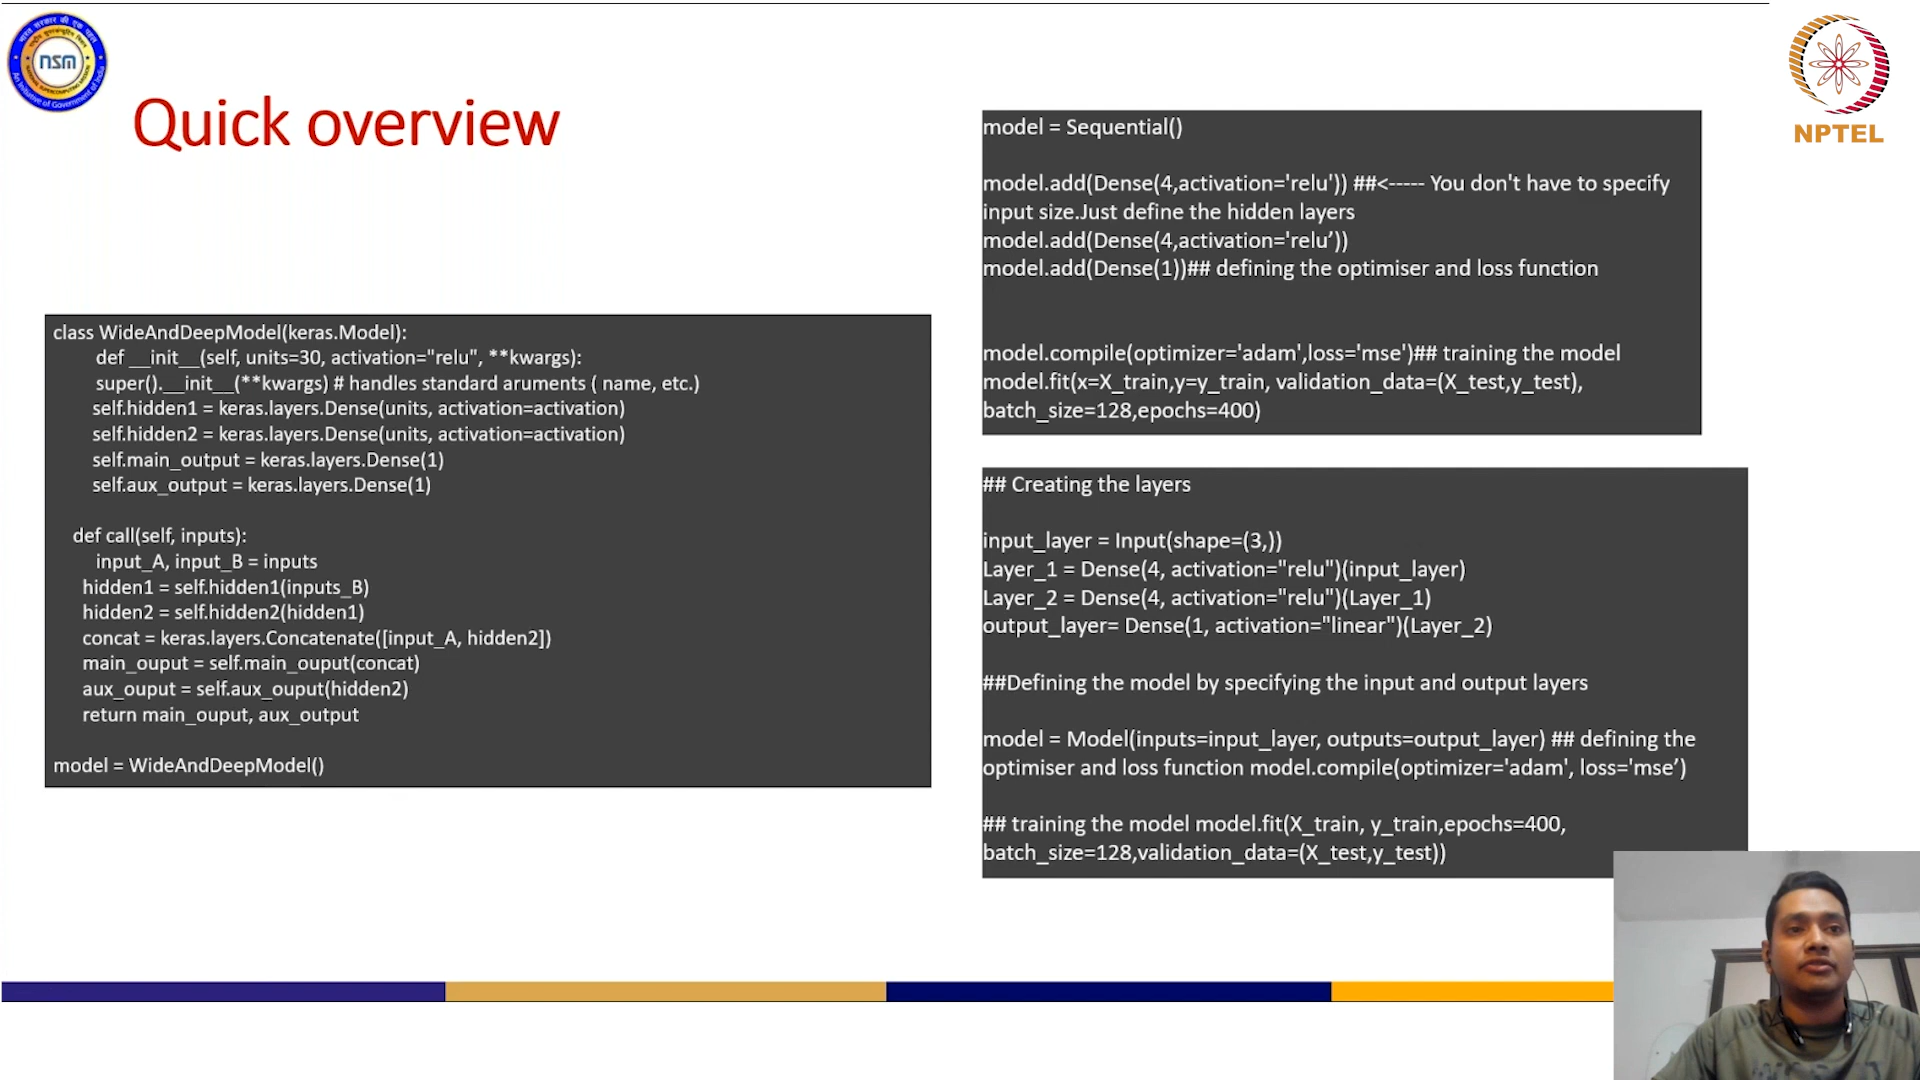 nsm
An Initiative of Government of India
NPTEL
Quick overview
class WideAndDeepModel(keras.Model):
def __init__(self, units=30, activation="relu", **kwargs):
super().__init__(**kwargs) # handles standard aruments ( name, etc.)
self.hidden1 = keras.layers.Dense(units, activation=activation)
self.hidden2 = keras.layers.Dense(units, activation=activation)
self.main_output = keras.layers.Dense(1)
self.aux_output = keras.layers.Dense(1)
def call(self, inputs):
input_A, input_B = inputs
hidden1 = self.hidden1(inputs_B)
hidden2 = self.hidden2(hidden1)
concat = keras.layers.Concatenate([input_A, hidden2])
main_ouput = self.main_ouput(concat)
aux_ouput = self.aux_ouput(hidden2)
return main_ouput, aux_output
model = WideAndDeepModel()
model = Sequential()
model.add(Dense(4,activation='relu')) ##<----- You don't have to specify
input size.Just define the hidden layers
model.add(Dense(4,activation='relu’))
model.add(Dense(1))## defining the optimiser and loss function
model.compile(optimizer='adam',loss='mse')## training the model
model.fit(x=X_train,y=y_train, validation_data=(X_test,y_test),
batch_size=128,epochs=400)
## Creating the layers
input_layer = Input(shape=(3,))
Layer_1 = Dense(4, activation="relu")(input_layer)
Layer_2 = Dense(4, activation="relu")(Layer_1)
output_layer= Dense(1, activation="linear")(Layer_2)
##Defining the model by specifying the input and output layers
model = Model(inputs=input_layer, outputs=output_layer) ## defining the
optimiser and loss function model.compile(optimizer='adam', loss='mse’)
## training the model model.fit(X_train, y_train,epochs=400,
batch_size=128,validation_data=(X_test,y_test))